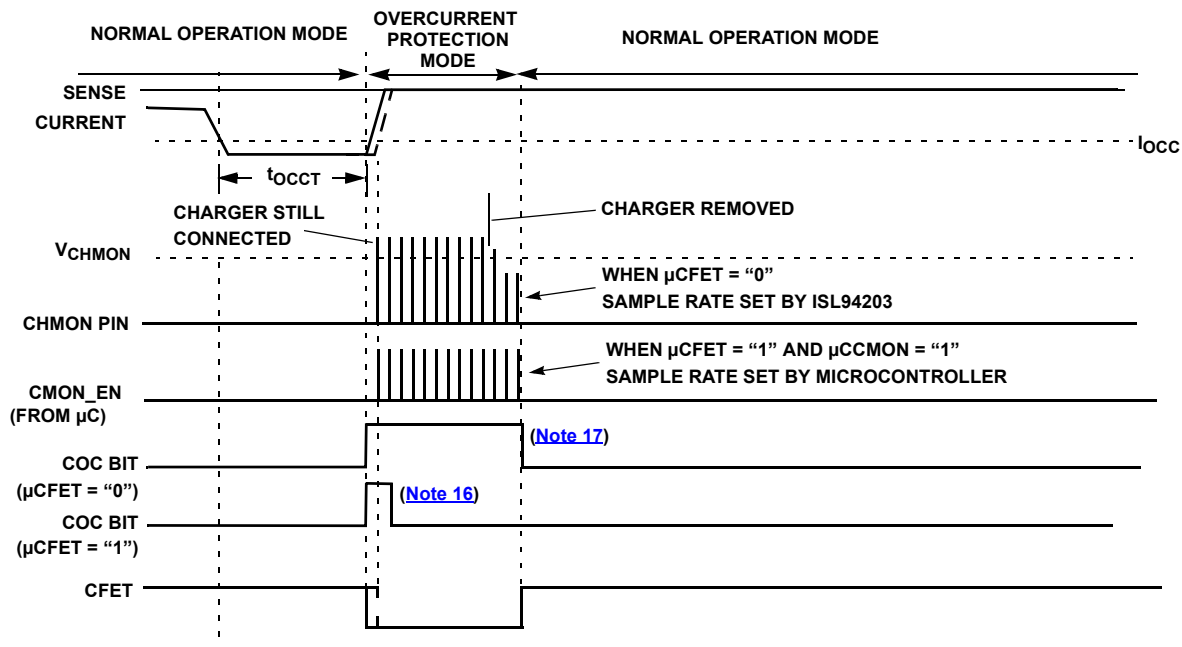 NORMAL OPERATION MODE
OVERCURRENT
PROTECTION
MODE
NORMAL OPERATION MODE
SENSE
CURRENT
IOCC
tOCCT
CHARGER STILL
CONNECTED
CHARGER REMOVED
VCHMON
WHEN µCFET = “0”
SAMPLE RATE SET BY ISL94203
CHMON PIN
WHEN µCFET = “1” AND µCCMON = “1”
SAMPLE RATE SET BY MICROCONTROLLER
CMON_EN
(FROM µC)
(Note 17)
COC BIT
(µCFET = “0”)
(Note 16)
COC BIT
(µCFET = “1”)
CFET